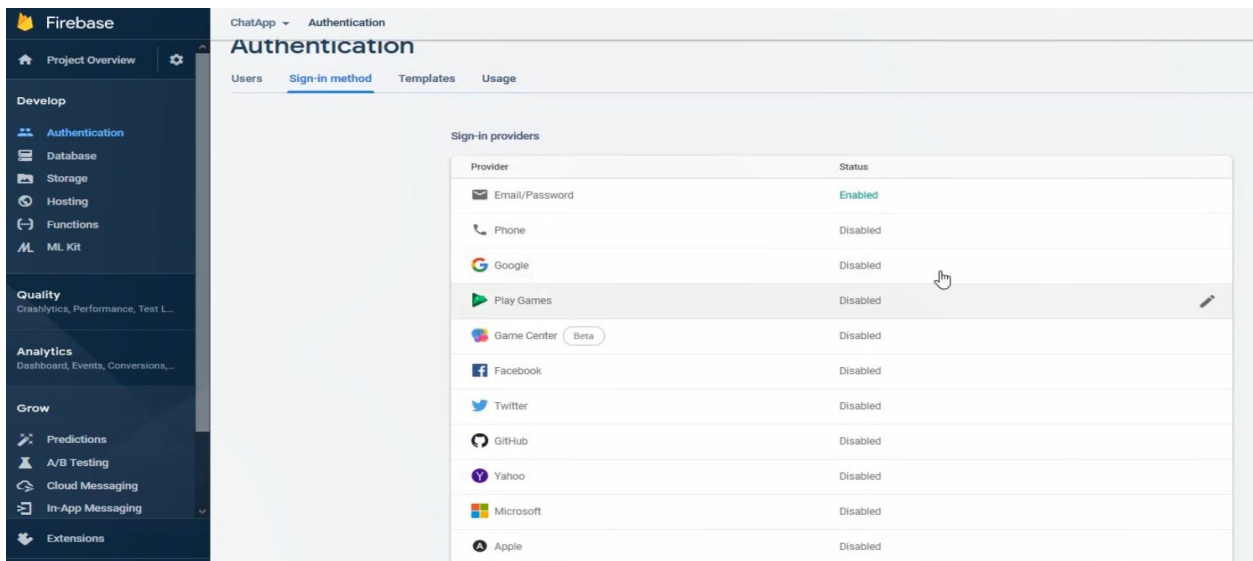 Firebase
Project Overview
Develop
Authentication
Database
Storage
Hosting
Functions
ML Kit
Quality
Crashlytics, Performance, Test L...
Analytics
Dashboard, Events, Conversions,...
Grow
Predictions
A/B Testing
Cloud Messaging
In-App Messaging
Extensions
ChatApp Authentication
Authentication
Users Sign-in method Templates Usage
Sign-in providers
Provider Status
Email/Password Enabled
Phone Disabled
Google Disabled
Play Games Disabled
Game Center Beta Disabled
Facebook Disabled
Twitter Disabled
GitHub Disabled
Yahoo Disabled
Microsoft Disabled
Apple Disabled